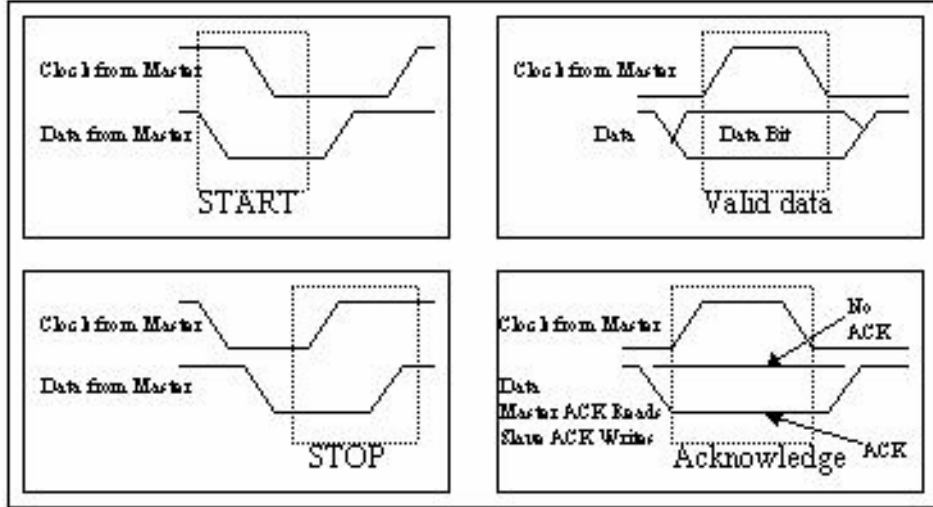 Clock from Master
Data from Master
START
Clock from Master
Data
Data Bit
Valid data
Clock from Master
Data from Master
STOP
Clock from Master
No
ACK
Data
Master ACK Reads
Slave ACK Writes
ACK
Acknowledge